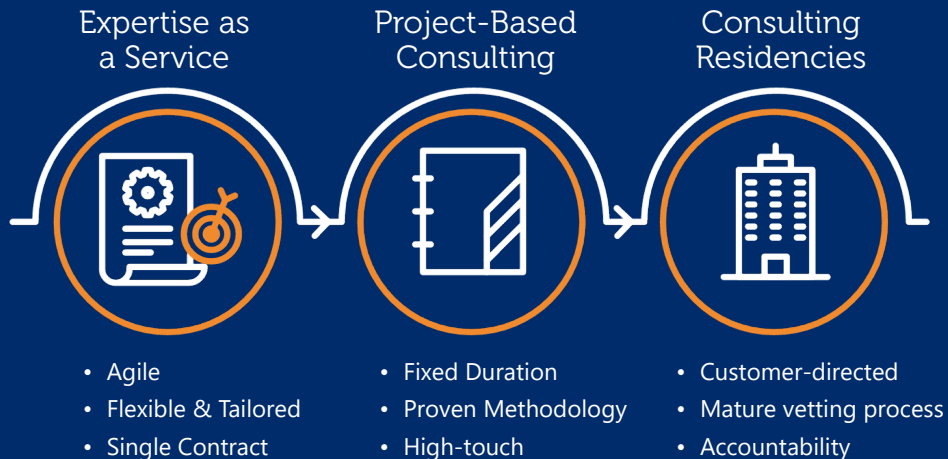 Expertise as
a Service
Project-Based
Consulting
Consulting
Residencies
• Agile
• Flexible & Tailored
• Single Contract
• Fixed Duration
• Proven Methodology
• High-touch
• Customer-directed
• Mature vetting process
• Accountability